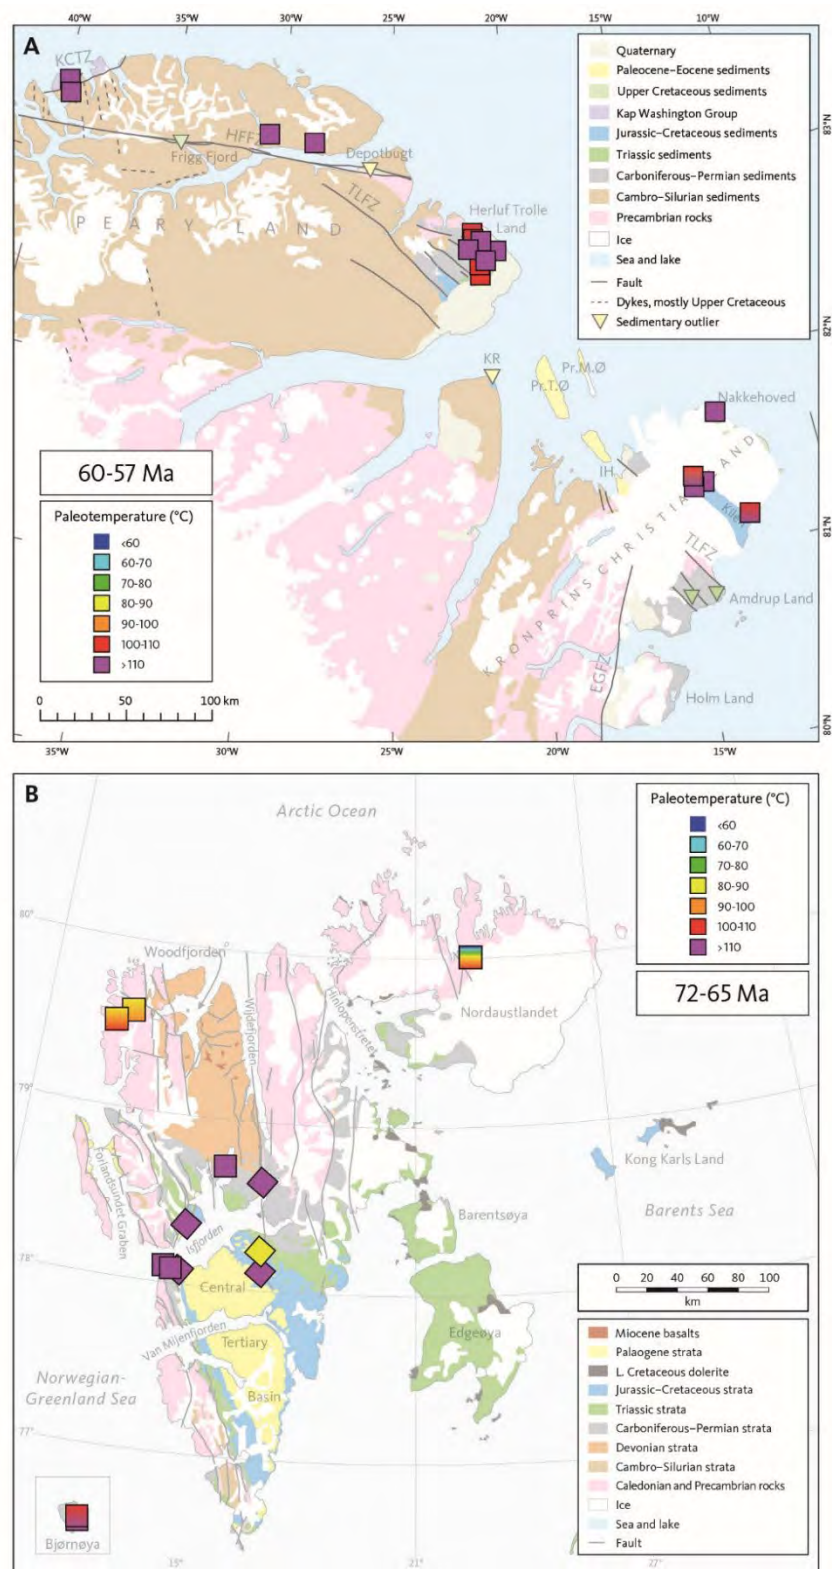 40°W
35°W
30°W
25°W
20°W
15°W
10°W
A
KCTZ
HFFZ
Frigg Fjord
Depotbugt
TLFZ
Herluf Trolle
Land
PEARY LAND
83°N
82°N
81°N
80°N
KR
Pr.M.Ø
Pr.T.Ø
Nakkehoved
IH
KRONPRINS CHRISTIAN LAND
Kilen
TLFZ
Amdrup Land
EGFZ
Holm Land
Quaternary
Paleocene–Eocene sediments
Upper Cretaceous sediments
Kap Washington Group
Jurassic-Cretaceous sediments
Triassic sediments
Carboniferous–Permian sediments
Cambro–Silurian sediments
Precambrian rocks
Ice
Sea and lake
Fault
Dykes, mostly Upper Cretaceous
Sedimentary outlier
60-57 Ma
Paleotemperature (°C)
<60
60-70
70-80
80-90
90-100
100-110
>110
0 50 100 km
35°W
30°W
25°W
20°W
15°W
B
Arctic Ocean
Paleotemperature (°C)
<60
60-70
70-80
80-90
90-100
100-110
>110
72-65 Ma
80°
79°
78°
77°
Woodfjorden
Wijdefjorden
Hinlopenstretet
Nordaustlandet
Forlandsundet Graben
Isfjorden
Kong Karls Land
Barentsøya
Barents Sea
Central
Van Mijenfjorden
Tertiary
Basin
Edgeøya
Norwegian-
Greenland Sea
0 20 40 60 80 100
km
Miocene basalts
Palaogene strata
L. Cretaceous dolerite
Jurassic–Cretaceous strata
Triassic strata
Carboniferous–Permian strata
Devonian strata
Cambro–Silurian strata
Caledonian and Precambrian rocks
Ice
Sea and lake
Fault
Bjørnøya
15°
21°
27°